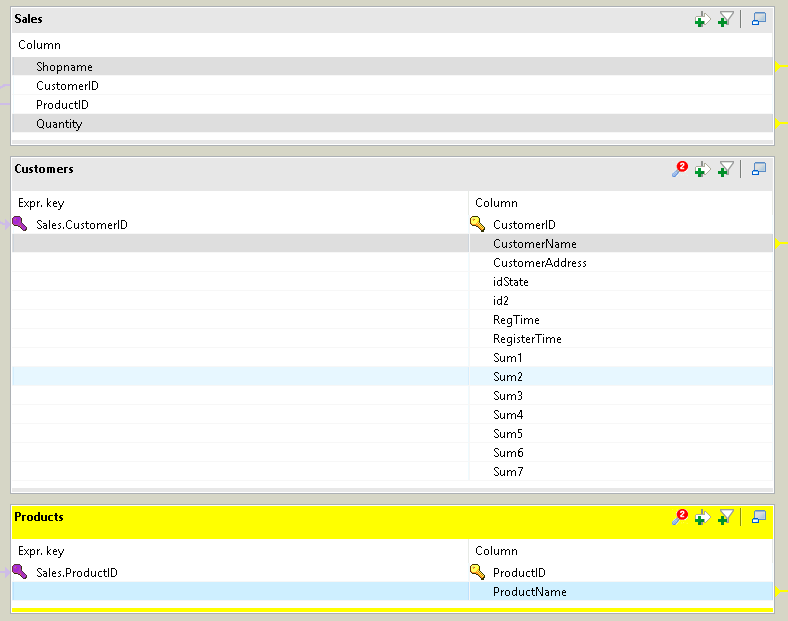 Sales
Column
Shopname
CustomerID
ProductID
Quantity
Customers
2
Expr. key Column
Sales.CustomerID CustomerID
CustomerName
CustomerAddress
idState
id2
RegTime
RegisterTime
Sum1
Sum2
Sum3
Sum4
Sum5
Sum6
Sum7
Products
2
Expr. key Column
Sales.ProductID ProductID
ProductName